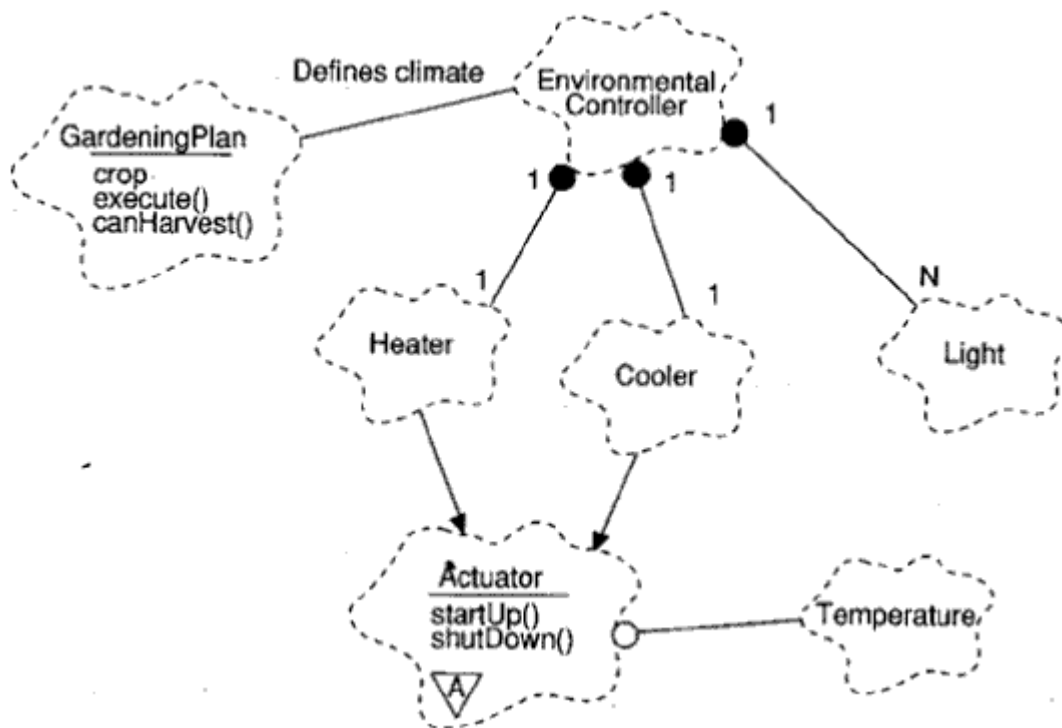 Defines climate
Environmental
Controller
1
GardeningPlan
crop
execute()
canHarvest()
1
1
1
1
N
Heater
Cooler
Light
Actuator
startUp()
shutDown()
A
Temperature